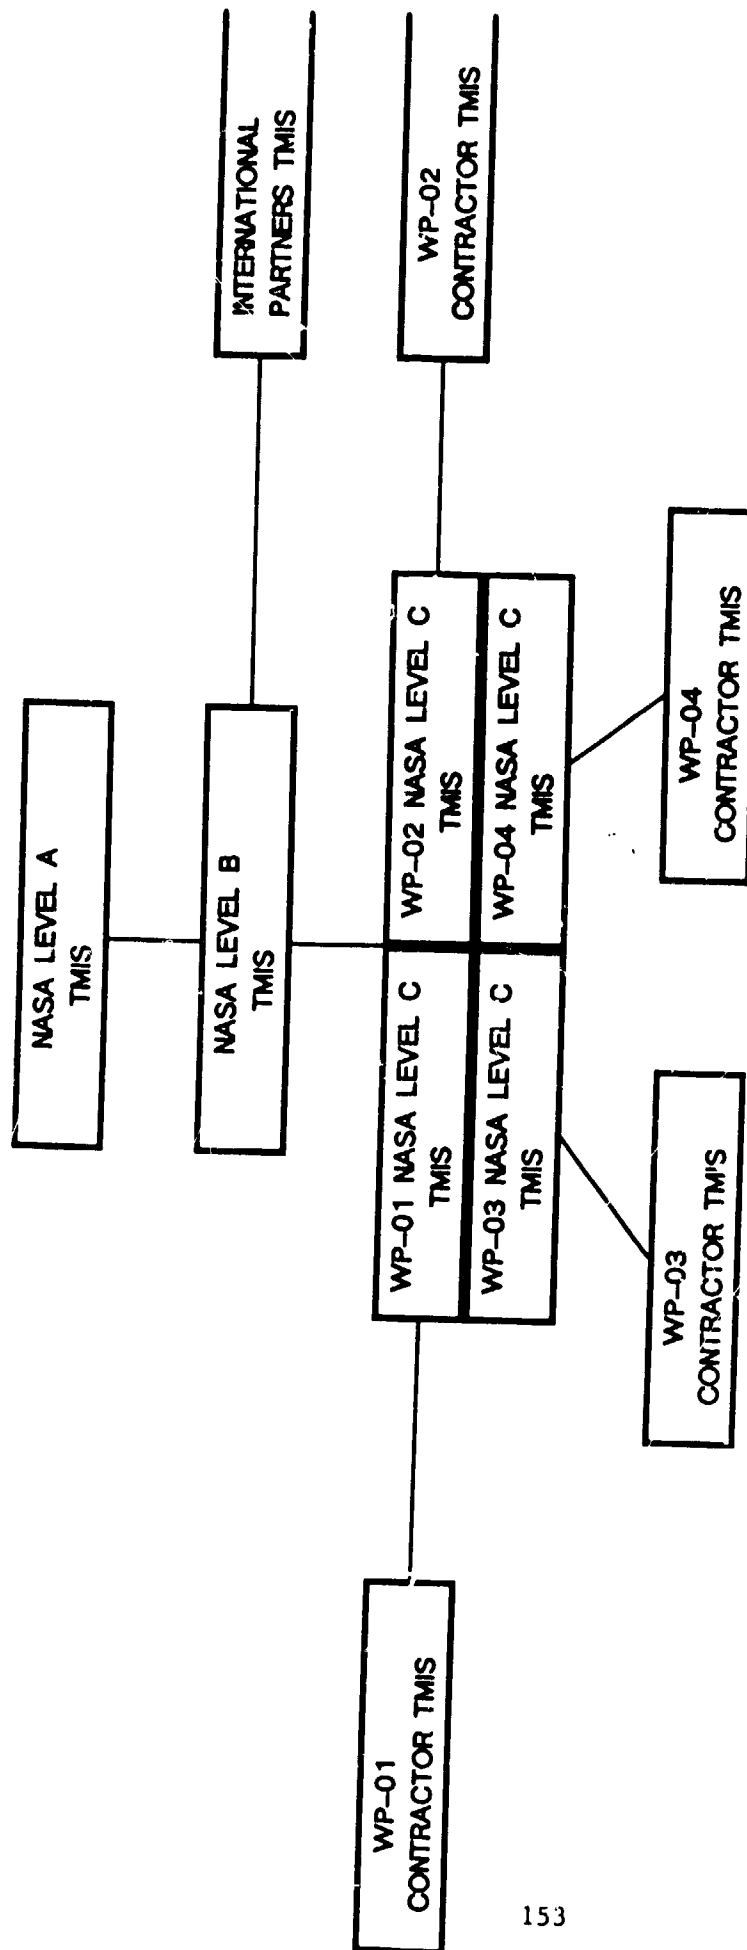 NASA LEVEL A
TMIS
NASA LEVEL B
TMIS
INTERNATIONAL
PARTNERS TMIS
WP-01 NASA LEVEL C
TMIS
WP-02 NASA LEVEL C
TMIS
WP-03 NASA LEVEL C
TMIS
WP-04 NASA LEVEL C
TMIS
WP-01
CONTRACTOR TMIS
WP-02
CONTRACTOR TMIS
WP-03
CONTRACTOR TM'S
WP-04
CONTRACTOR TMIS
153